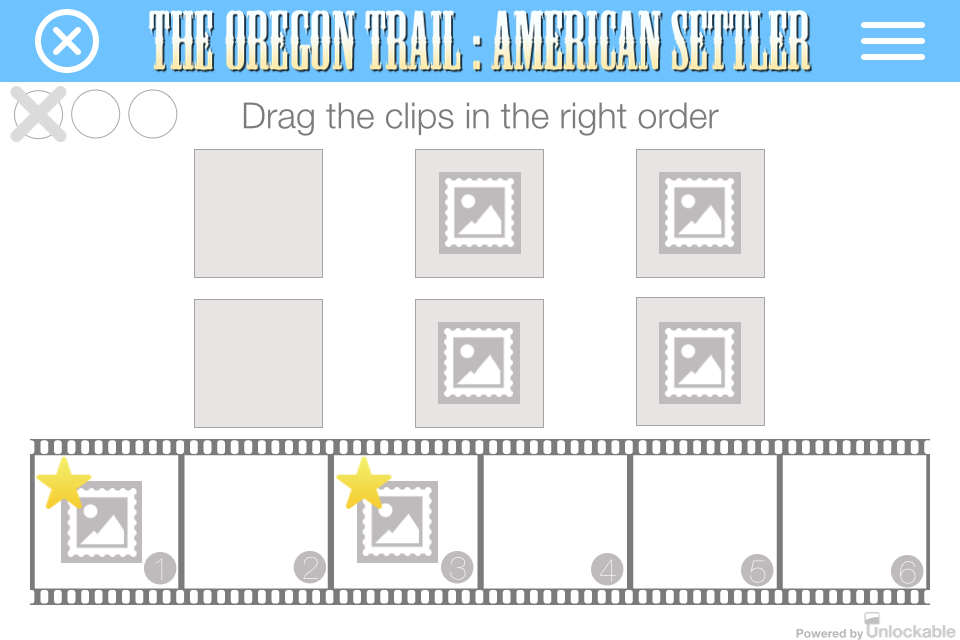 THE OREGON TRAIL : AMERICAN SETTLER
Drag the clips in the right order
1 2 3 4 5 6
Powered by Unlockable